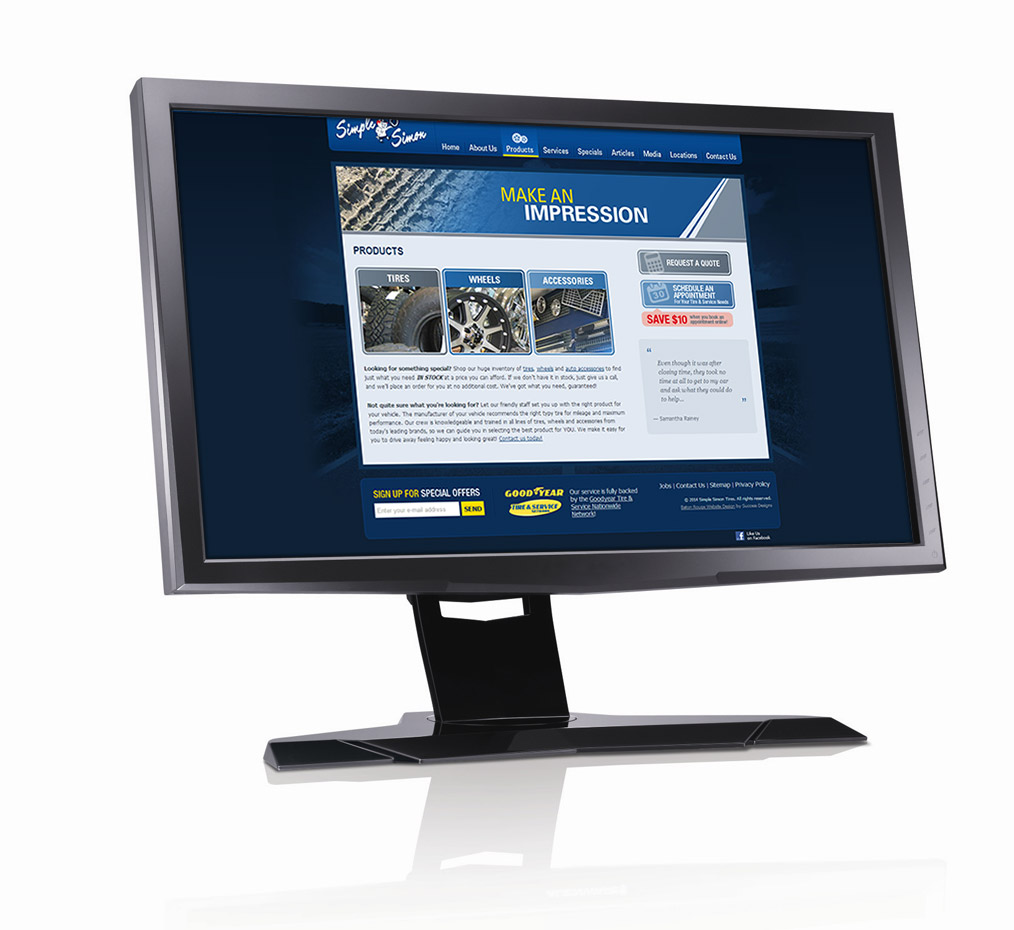 Simple
Simon
Home About Us Products Services Specials Articles Media Locations Contact Us
MAKE AN
IMPRESSION
PRODUCTS
TIRES WHEELS ACCESSORIES
Looking for something special? Shop our huge inventory of tires, wheels and auto accessories to find
just what you need IN STOCK at a price you can afford. If we don't have it in stock, just give us a call,
and we'll place an order for you at no additional cost. We've got what you need, guaranteed!
Not quite sure what you're looking for? Let our friendly staff set you up with the right product for
your vehicle. The manufacturer of your vehicle recommends the right typy tire for mileage and maximum
performance. Our crew is knowledgeable and trained in all lines of tires, wheels and accessories from
today's leading brands, so we can guide you in selecting the best product for YOU. We make it easy for
you to drive away feeling happy and looking great! Contact us today!
REQUEST A QUOTE
30
SCHEDULE AN
APPOINTMENT
For Your Tire & Service Needs
SAVE $10 when you book an
appointment online!
“ Even though it was after
closing time, they took no
time at all to get to my car
and ask what they could do
to help... ”
— Samantha Rainey
SIGN UP FOR SPECIAL OFFERS
Enter your e-mail address SEND
GOODYEAR
TIRE & SERVICE
NETWORK
Our service is fully backed
by the Goodyear Tire &
Service Nationwide
Network!
Jobs | Contact Us | Sitemap | Privacy Policy
© 2014 Simple Simon Tires. All rights reserved.
Baton Rouge Website Design by Success Designs
f Like Us
on Facebook